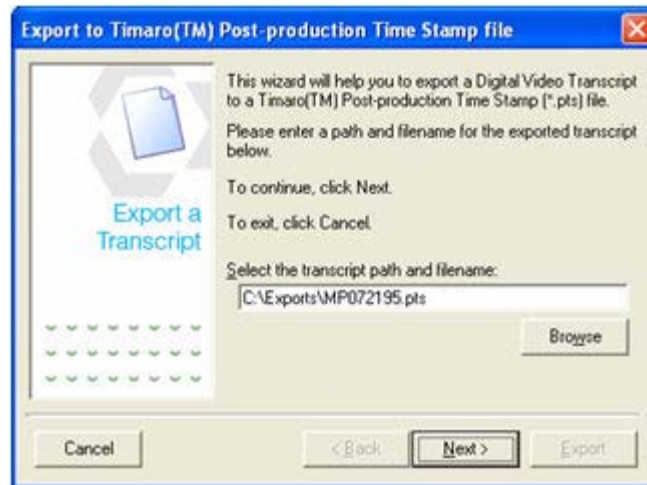 Export to Timaro(TM) Post-production Time Stamp file
This wizard will help you to export a Digital Video Transcript
to a Timaro(TM) Post-production Time Stamp (*.pts) file.
Please enter a path and filename for the exported transcript
below.
To continue, click Next.
To exit, click Cancel.
Export a
Transcript
Select the transcript path and filename:
C:\Exports\MP072195.pts
Browse
Cancel
< Back
Next >
Export